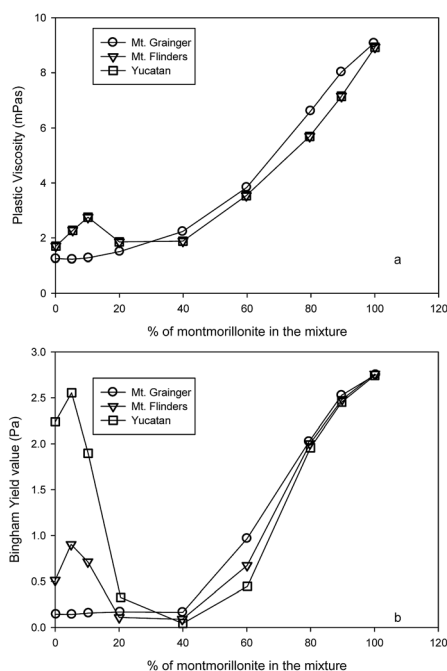 10
8
6
4
2
0
Plastic Viscosity (mPas)
Mt. Grainger
Mt. Flinders
Yucatan
a
0 20 40 60 80 100 120
% of montmorillonite in the mixture
3.0
2.5
2.0
1.5
1.0
0.5
0.0
Bingham Yield value (Pa)
Mt. Grainger
Mt. Flinders
Yucatan
b
0 20 40 60 80 100 120
% of montmorillonite in the mixture